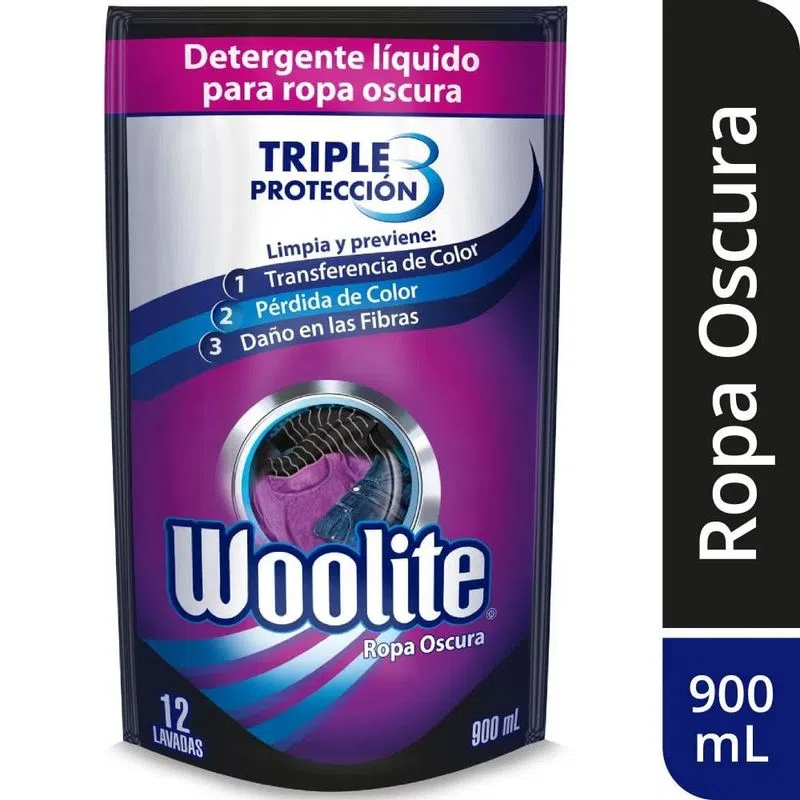 Detergente líquido
para ropa oscura
TRIPLE 3
PROTECCIÓN
Limpia y previene:
1 Transferencia de Color
2 Pérdida de Color
3 Daño en las Fibras
Woolite®
Ropa Oscura
12
LAVADAS
900 mL
Ropa Oscura
900
mL